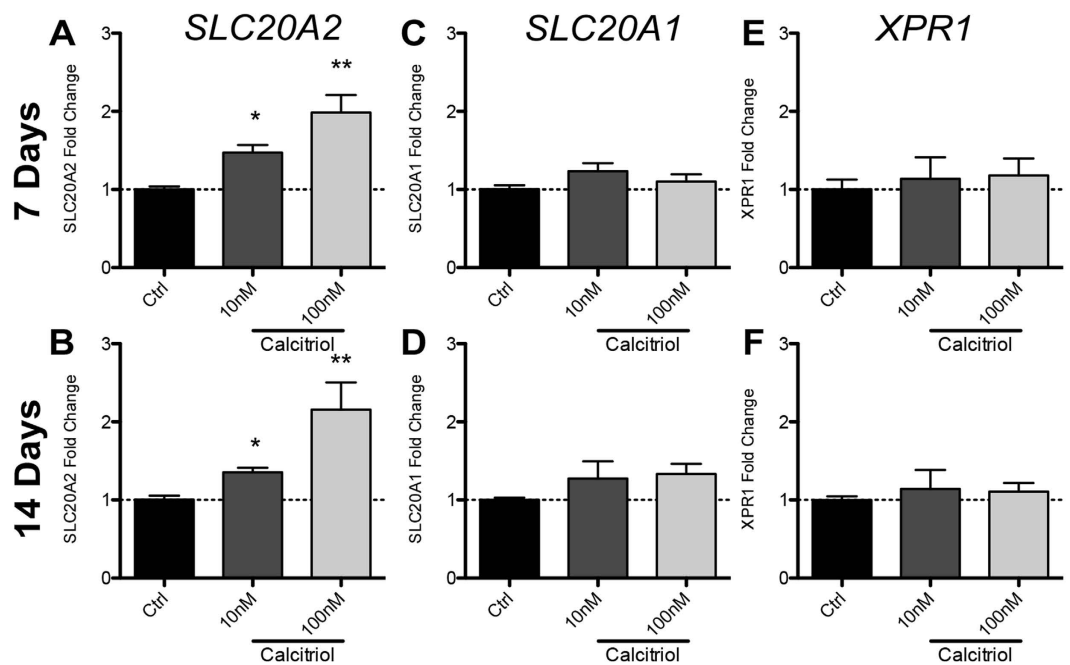 A
SLC20A2
C
SLC20A1
E
XPR1
7 Days
SLC20A2 Fold Change
3
2
1
0
*
**
Ctrl
10nM
100nM
Calcitriol
SLC20A1 Fold Change
3
2
1
0
Ctrl
10nM
100nM
Calcitriol
XPR1 Fold Change
3
2
1
0
Ctrl
10nM
100nM
Calcitriol
B
D
F
14 Days
SLC20A2 Fold Change
3
2
1
0
*
**
Ctrl
10nM
100nM
Calcitriol
SLC20A1 Fold Change
3
2
1
0
Ctrl
10nM
100nM
Calcitriol
XPR1 Fold Change
3
2
1
0
Ctrl
10nM
100nM
Calcitriol